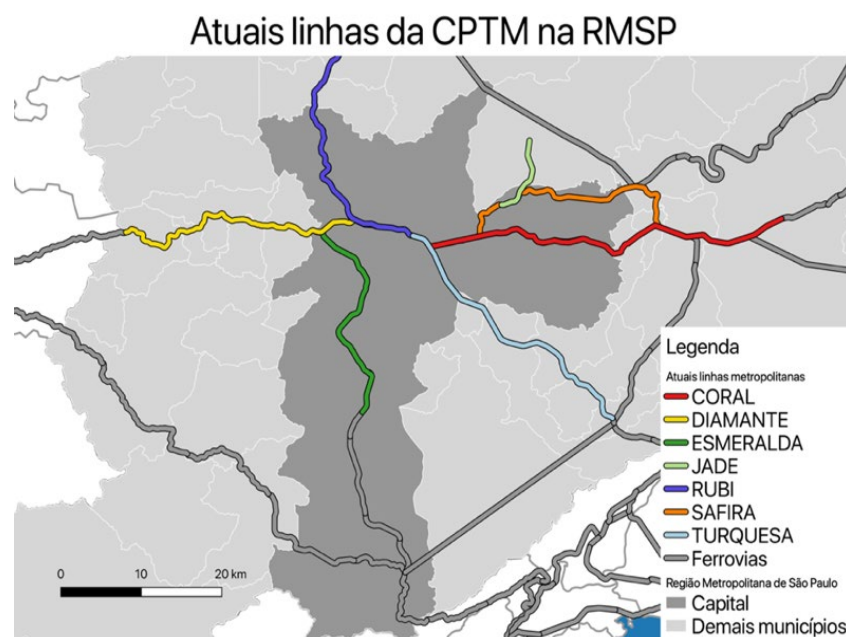 Atuais linhas da CPTM na RMSP
Legenda
Atuais linhas metropolitanas
CORAL
DIAMANTE
ESMERALDA
JADE
RUBI
SAFIRA
TURQUESA
Ferrovias
Região Metropolitana de São Paulo
Capital
Demais municípios
0 10 20 km